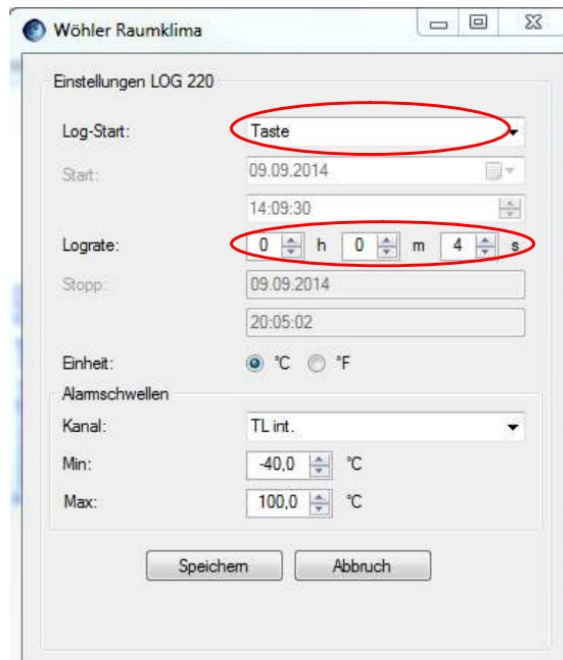 Wöhler Raumklima
Einstellungen LOG 220
Log-Start: Taste
Start: 09.09.2014
14:09:30
Lograte: 0 h 0 m 4 s
Stopp: 09.09.2014
20:05:02
Einheit: °C °F
Alarmschwellen
Kanal: TL int.
Min: -40,0 °C
Max: 100,0 °C
Speichern Abbruch